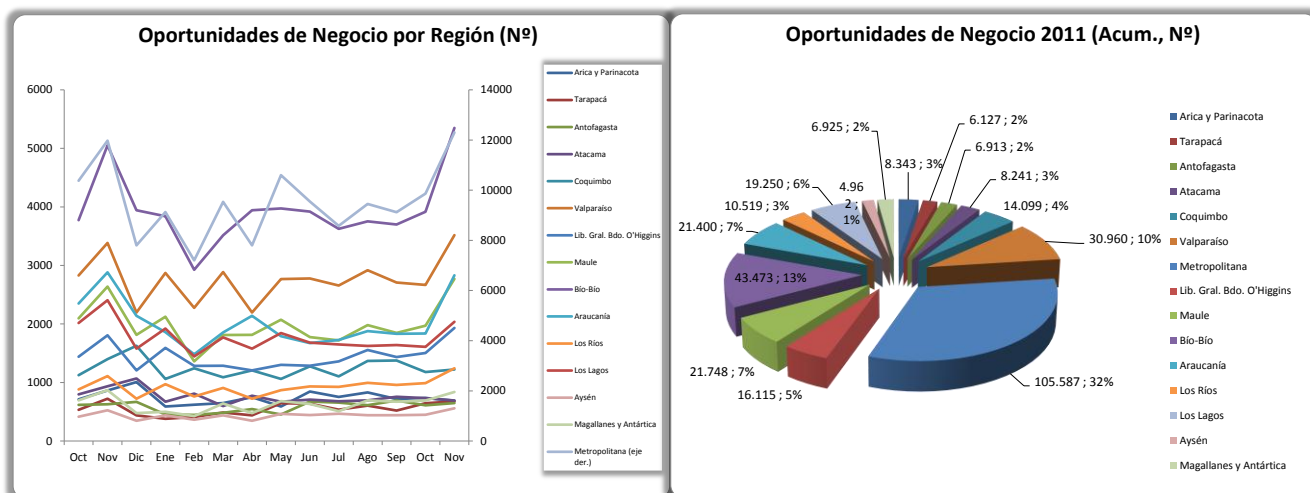 Oportunidades de Negocio por Región (Nº)
6000
5000
4000
3000
2000
1000
0
14000
12000
10000
8000
6000
4000
2000
0
Oct Nov Dic Ene Feb Mar Abr May Jun Jul Ago Sep Oct Nov
Arica y Parinacota
Tarapacá
Antofagasta
Atacama
Coquimbo
Valparaíso
Lib. Gral. Bdo. O'Higgins
Maule
Bío-Bío
Araucanía
Los Ríos
Los Lagos
Aysén
Magallanes y Antártica
Metropolitana (eje
der.)
Oportunidades de Negocio 2011 (Acum., Nº)
8.343 ; 3%
6.127 ; 2%
6.913 ; 2%
8.241 ; 3%
14.099 ; 4%
30.960 ; 10%
105.587 ; 32%
16.115 ; 5%
21.748 ; 7%
43.473 ; 13%
21.400 ; 7%
10.519 ; 3%
19.250 ; 6%
4.96
2 ;
1%
6.925 ; 2%
Arica y Parinacota
Tarapacá
Antofagasta
Atacama
Coquimbo
Valparaíso
Metropolitana
Lib. Gral. Bdo. O'Higgins
Maule
Bío-Bío
Araucanía
Los Ríos
Los Lagos
Aysén
Magallanes y Antártica